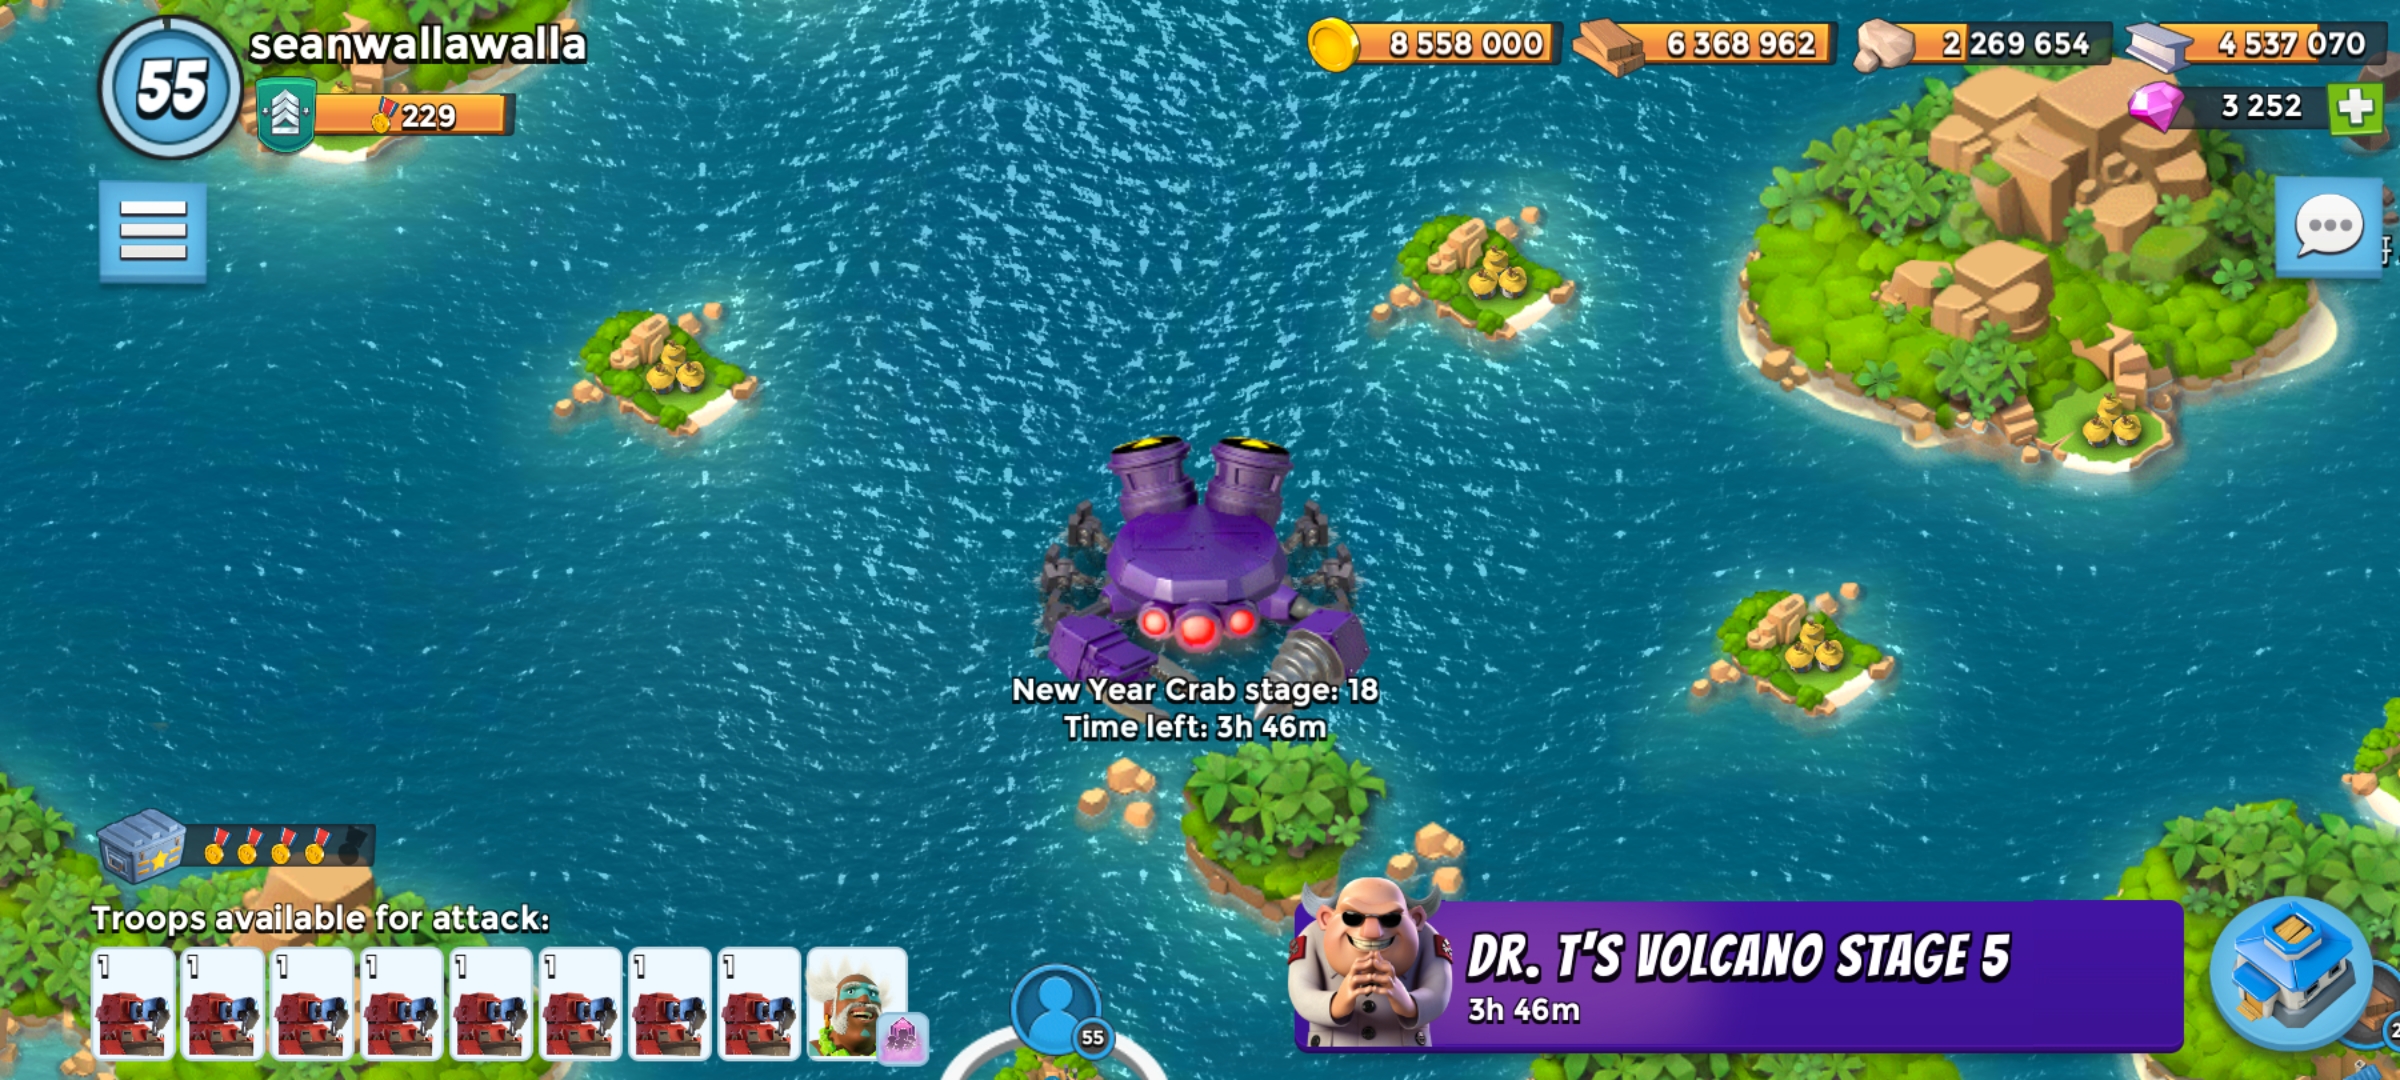 55
seanwallawalla
229
8 558 000
6 368 962
2 269 654
4 537 070
3 252
New Year Crab stage: 18
Time left: 3h 46m
Troops available for attack:
1 1 1 1 1 1 1 1
55
DR. T'S VOLCANO STAGE 5
3h 46m